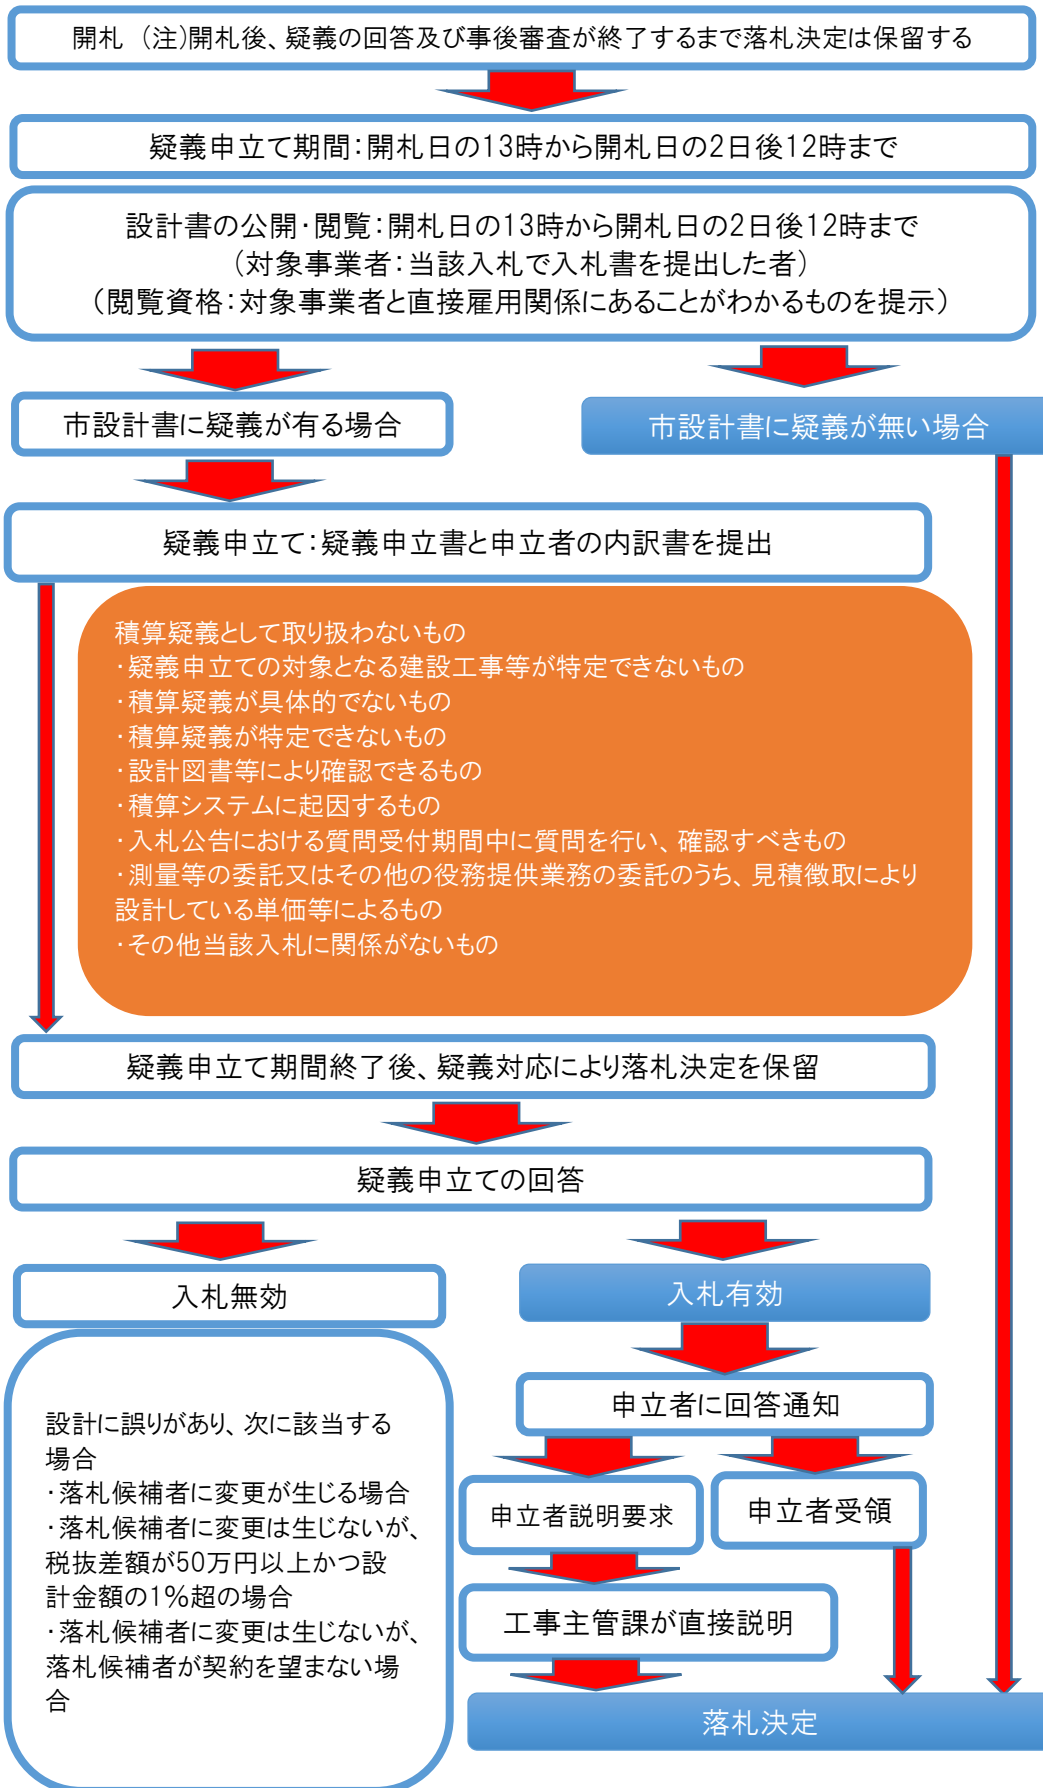 開札　(注)開札後、疑義の回答及び事後審査が終了するまで落札決定は保留する
疑義申立て期間：開札日の13時から開札日の2日後12時まで
設計書の公開・閲覧：開札日の13時から開札日の2日後12時まで
（対象事業者：当該入札で入札書を提出した者）
（閲覧資格：対象事業者と直接雇用関係にあることがわかるものを提示）
市設計書に疑義が有る場合
市設計書に疑義が無い場合
疑義申立て：疑義申立書と申立者の内訳書を提出
積算疑義として取り扱わないもの
・疑義申立ての対象となる建設工事等が特定できないもの
・積算疑義が具体的でないもの
・積算疑義が特定できないもの
・設計図書等により確認できるもの
・積算システムに起因するもの
・入札公告における質問受付期間中に質問を行い、確認すべきもの
・測量等の委託又はその他の役務提供業務の委託のうち、見積徴取により
設計している単価等によるもの
・その他当該入札に関係がないもの
疑義申立て期間終了後、疑義対応により落札決定を保留
疑義申立ての回答
入札無効
入札有効
設計に誤りがあり、次に該当する
場合
・落札候補者に変更が生じる場合
・落札候補者に変更は生じないが、
税抜差額が50万円以上かつ設
計金額の1％超の場合
・落札候補者に変更は生じないが、
落札候補者が契約を望まない場
合
申立者に回答通知
申立者説明要求
申立者受領
工事主管課が直接説明
落札決定